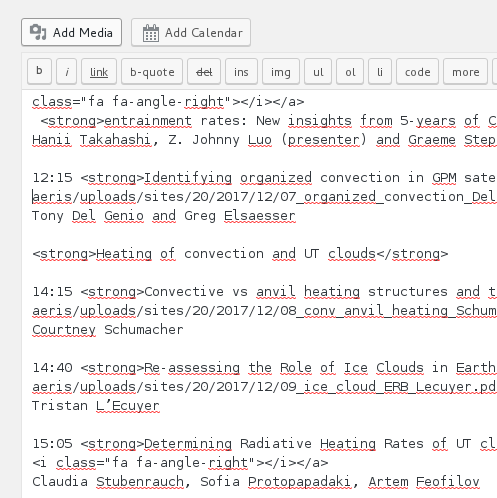 Add Media Add Calendar
b i link b-quote del ins img ul ol li code more
class="fa fa-angle-right"></i></a>
<strong>entrainment rates: New insights from 5-years of C
Hanii Takahashi, Z. Johnny Luo (presenter) and Graeme Step
12:15 <strong>Identifying organized convection in GPM sate
aeris/uploads/sites/20/2017/12/07_organized_convection_Del
Tony Del Genio and Greg Elsaesser
<strong>Heating of convection and UT clouds</strong>
14:15 <strong>Convective vs anvil heating structures and t
aeris/uploads/sites/20/2017/12/08_conv_anvil_heating_Schum
Courtney Schumacher
14:40 <strong>Re-assessing the Role of Ice Clouds in Earth
aeris/uploads/sites/20/2017/12/09_ice_cloud_ERB_Lecuyer.pd
Tristan L’Ecuyer
15:05 <strong>Determining Radiative Heating Rates of UT cl
<i class="fa fa-angle-right"></i></a>
Claudia Stubenrauch, Sofia Protopapadaki, Artem Feofilov